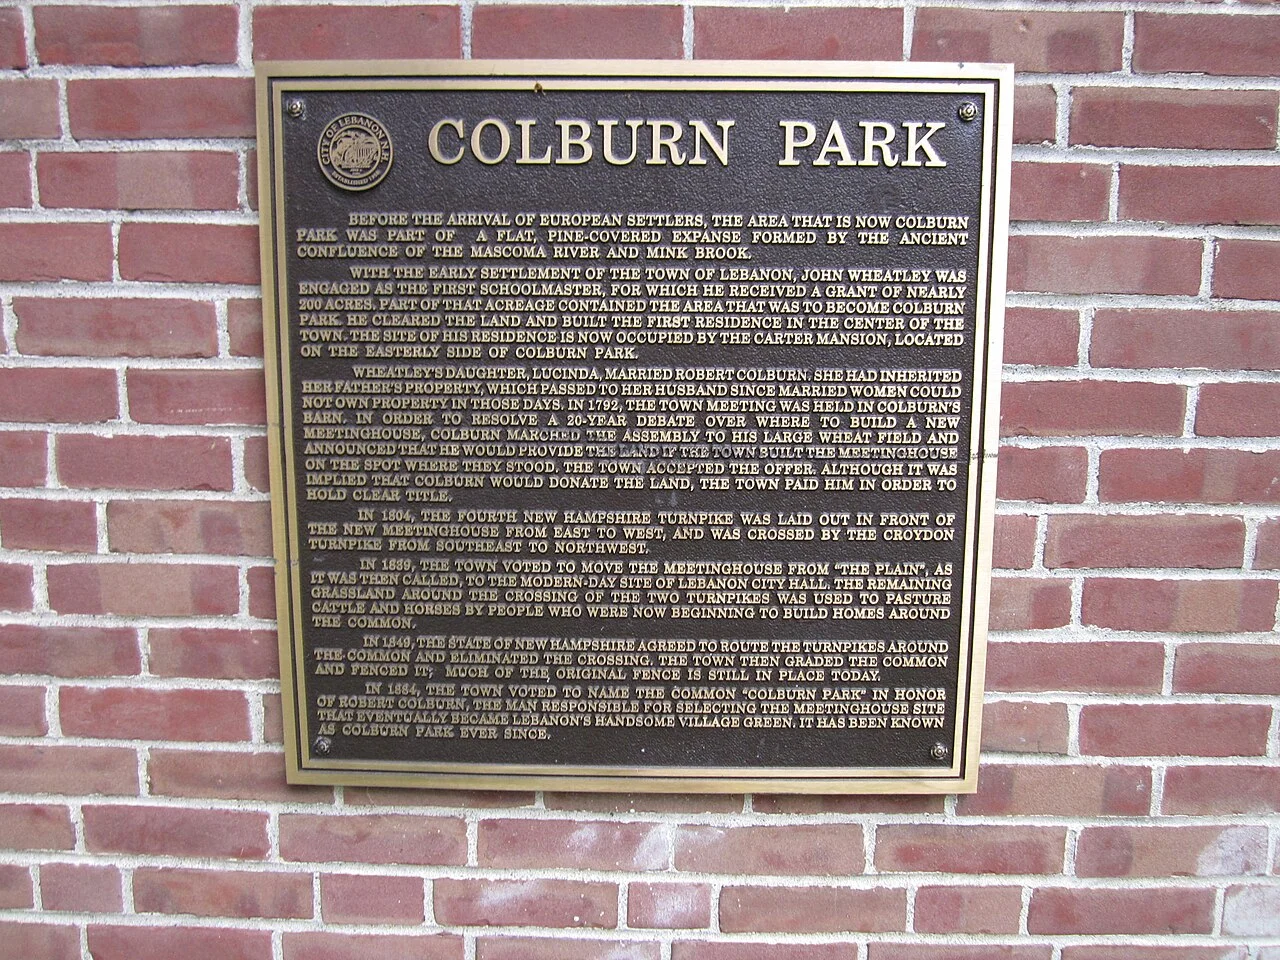 CITY OF LEBANON, N.H.
COLBURN PARK
BEFORE THE ARRIVAL OF EUROPEAN SETTLERS, THE AREA THAT IS NOW COLBURN
PARK WAS PART OF A FLAT, PINE-COVERED EXPANSE FORMED BY THE ANCIENT
CONFLUENCE OF THE MASCOMA RIVER AND MINK BROOK.
WITH THE EARLY SETTLEMENT OF THE TOWN OF LEBANON, JOHN WHEATLEY WAS
ENGAGED AS THE FIRST SCHOOLMASTER, FOR WHICH HE RECEIVED A GRANT OF NEARLY
200 ACRES. PART OF THAT ACREAGE CONTAINED THE AREA THAT WAS TO BECOME COLBURN
PARK. HE CLEARED THE LAND AND BUILT THE FIRST RESIDENCE IN THE CENTER OF THE
TOWN. THE SITE OF HIS RESIDENCE IS NOW OCCUPIED BY THE CARTER MANSION, LOCATED
ON THE EASTERLY SIDE OF COLBURN PARK.
WHEATLEY'S DAUGHTER, LUCINDA, MARRIED ROBERT COLBURN. SHE HAD INHERITED
HER FATHER'S PROPERTY, WHICH PASSED TO HER HUSBAND SINCE MARRIED WOMEN COULD
NOT OWN PROPERTY IN THOSE DAYS. IN 1792, THE TOWN MEETING WAS HELD IN COLBURN'S
BARN. IN ORDER TO RESOLVE A 20-YEAR DEBATE OVER WHERE TO BUILD A NEW
MEETINGHOUSE, COLBURN MARCHED THE ASSEMBLY TO HIS LARGE WHEAT FIELD AND
ANNOUNCED THAT HE WOULD PROVIDE THE LAND IF THE TOWN BUILT THE MEETINGHOUSE
ON THE SPOT WHERE THEY STOOD. THE TOWN ACCEPTED THE OFFER. ALTHOUGH IT WAS
IMPLIED THAT COLBURN WOULD DONATE THE LAND, THE TOWN PAID HIM IN ORDER TO
HOLD CLEAR TITLE.
IN 1804, THE FOURTH NEW HAMPSHIRE TURNPIKE WAS LAID OUT IN FRONT OF
THE NEW MEETINGHOUSE FROM EAST TO WEST, AND WAS CROSSED BY THE CROYDON
TURNPIKE FROM SOUTHEAST TO NORTHWEST.
IN 1839, THE TOWN VOTED TO MOVE THE MEETINGHOUSE FROM "THE PLAIN", AS
IT WAS THEN CALLED, TO THE MODERN-DAY SITE OF LEBANON CITY HALL. THE REMAINING
GRASSLAND AROUND THE CROSSING OF THE TWO TURNPIKES WAS USED TO PASTURE
CATTLE AND HORSES BY PEOPLE WHO WERE NOW BEGINNING TO BUILD HOMES AROUND
THE COMMON.
IN 1849, THE STATE OF NEW HAMPSHIRE AGREED TO ROUTE THE TURNPIKES AROUND
THE COMMON AND ELIMINATED THE CROSSING. THE TOWN THEN GRADED THE COMMON
AND FENCED IT; MUCH OF THE ORIGINAL FENCE IS STILL IN PLACE TODAY.
IN 1884, THE TOWN VOTED TO NAME THE COMMON "COLBURN PARK" IN HONOR
OF ROBERT COLBURN, THE MAN RESPONSIBLE FOR SELECTING THE MEETINGHOUSE SITE
THAT EVENTUALLY BECAME LEBANON'S HANDSOME VILLAGE GREEN. IT HAS BEEN KNOWN
AS COLBURN PARK EVER SINCE.